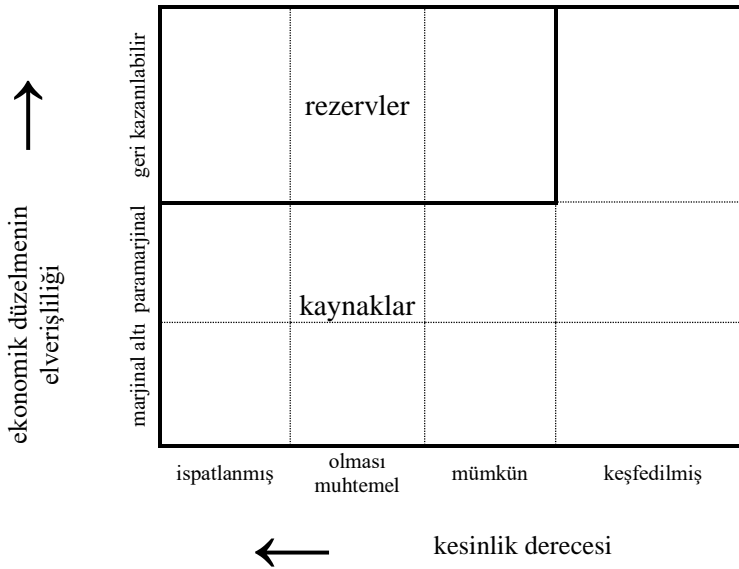 geri kazanılabilir
rezervler
ekonomik düzelmenin
elverişliliği
paramarjinal
kaynaklar
marjinal altı
ispatlanmış
olması
muhtemel
mümkün
keşfedilmiş
kesinlik derecesi